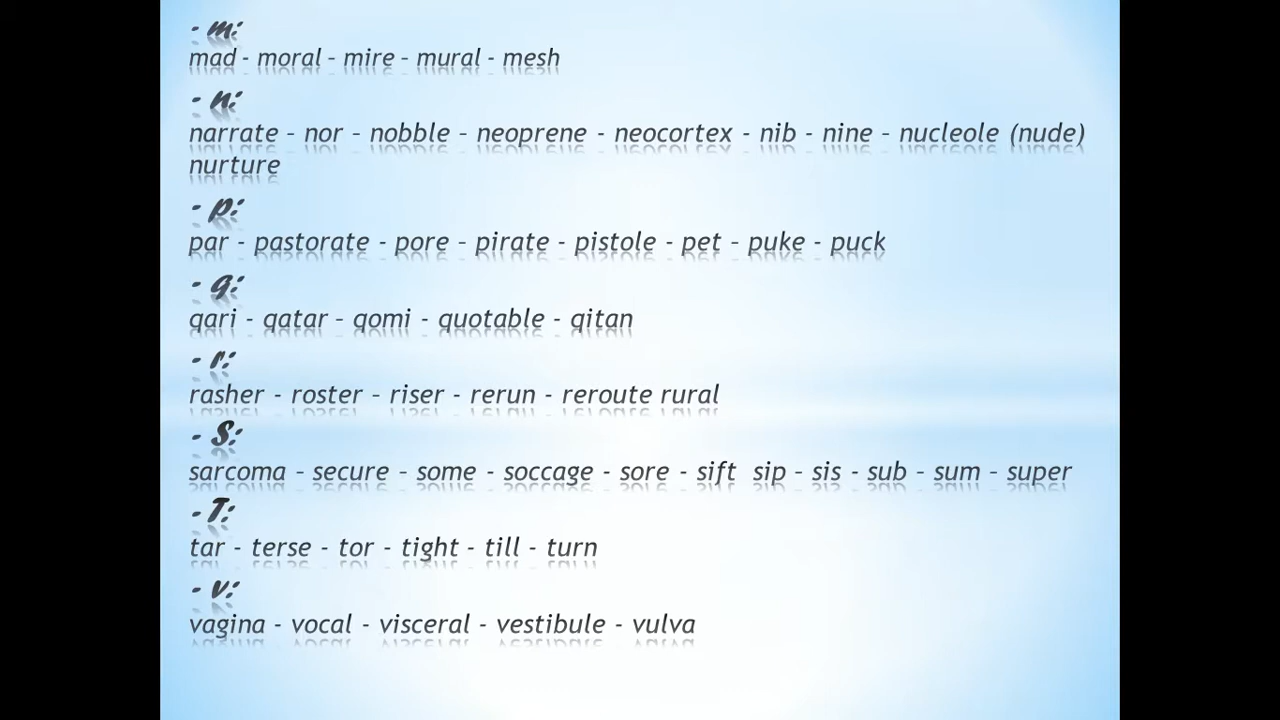 - m:
mad - moral – mire – mural - mesh
- n:
narrate – nor – nobble – neoprene - neocortex - nib - nine – nucleole (nude)
nurture
- p:
par - pastorate - pore – pirate - pistole - pet – puke - puck
- q:
qari - qatar – qomi - quotable - qitan
- r:
rasher - roster – riser - rerun - reroute rural
- S:
sarcoma – secure – some - soccage - sore - sift  sip – sis - sub – sum – super
- T:
tar - terse - tor - tight - till - turn
- v:
vagina - vocal - visceral - vestibule - vulva